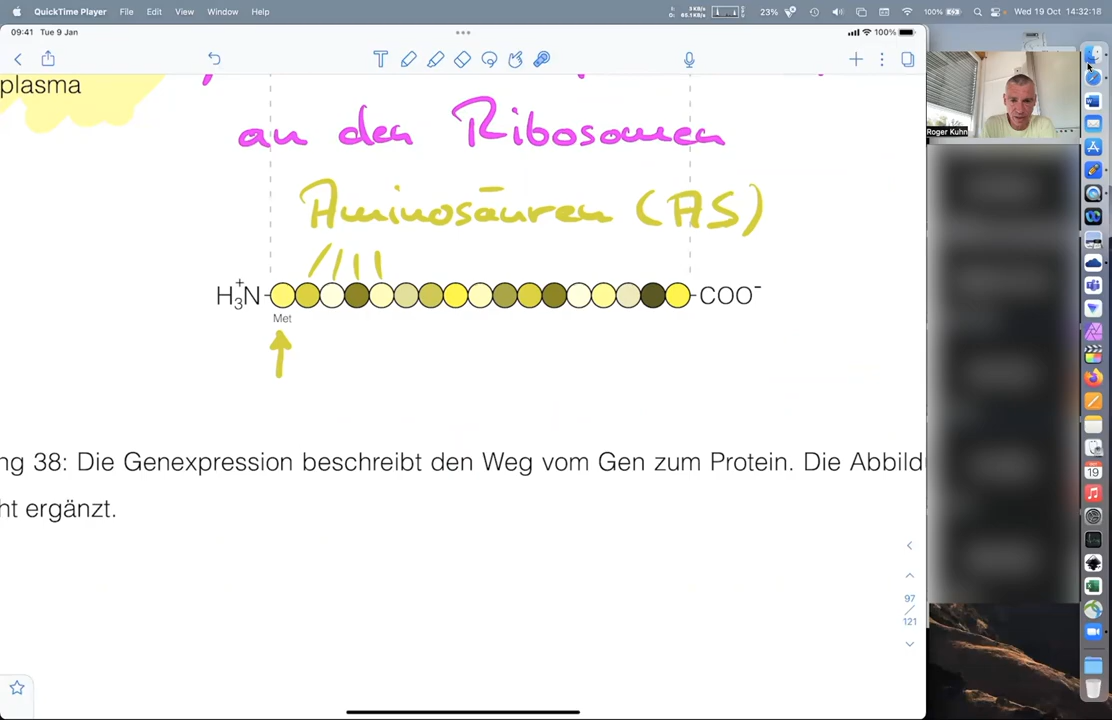 QuickTime Player File Edit View Window Help
23% 100% Wed 19 Oct 14:32:18
09:41 Tue 9 Jan 100%
plasma
an den Ribosomen
Aminosäuren (AS)
H₃⁺N COO⁻
Met
ng 38: Die Genexpression beschreibt den Weg vom Gen zum Protein. Die Abbild
ht ergänzt.
97
/
121
Roger Kuhn
19